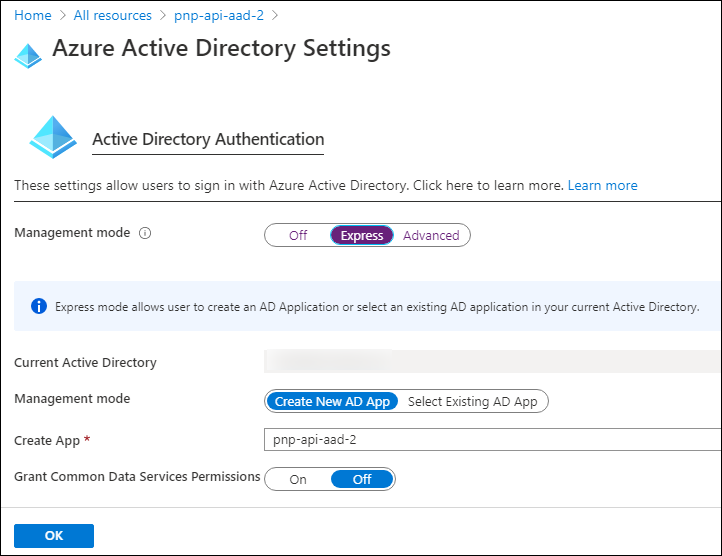 Home > All resources > pnp-api-aad-2 >
Azure Active Directory Settings
Active Directory Authentication
These settings allow users to sign in with Azure Active Directory. Click here to learn more. Learn more
Management mode Off Express Advanced
Express mode allows user to create an AD Application or select an existing AD application in your current Active Directory.
Current Active Directory
Management mode Create New AD App Select Existing AD App
Create App * pnp-api-aad-2
Grant Common Data Services Permissions On Off
OK